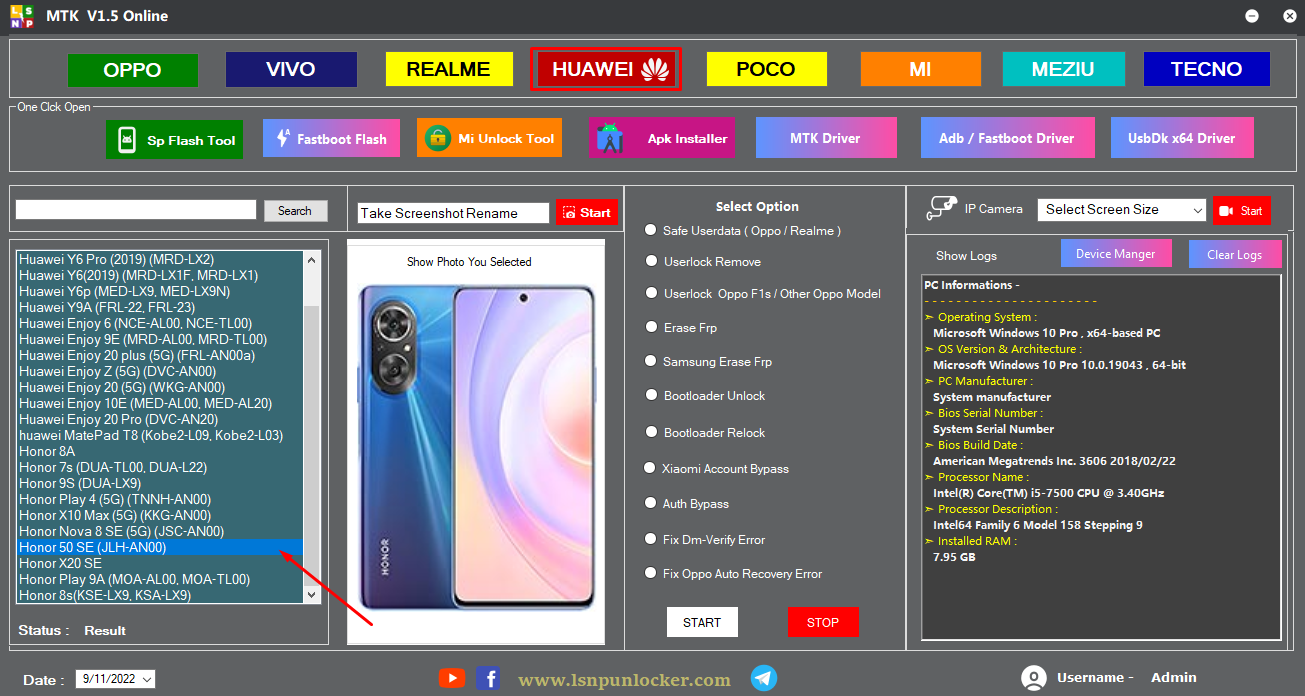 LSNP
MTK V1.5 Online
OPPO
VIVO
REALME
HUAWEI
POCO
MI
MEZIU
TECNO
One Clck Open
Sp Flash Tool
Fastboot Flash
Mi Unlock Tool
Apk Installer
MTK Driver
Adb / Fastboot Driver
UsbDk x64 Driver
Search
Huawei Y6 Pro (2019) (MRD-LX2)
Huawei Y6(2019) (MRD-LX1F, MRD-LX1)
Huawei Y6p (MED-LX9, MED-LX9N)
Huawei Y9A (FRL-22, FRL-23)
Huawei Enjoy 6 (NCE-AL00, NCE-TL00)
Huawei Enjoy 9E (MRD-AL00, MRD-TL00)
Huawei Enjoy 20 plus (5G) (FRL-AN00a)
Huawei Enjoy Z (5G) (DVC-AN00)
Huawei Enjoy 20 (5G) (WKG-AN00)
Huawei Enjoy 10E (MED-AL00, MED-AL20)
Huawei Enjoy 20 Pro (DVC-AN20)
huawei MatePad T8 (Kobe2-L09, Kobe2-L03)
Honor 8A
Honor 7s (DUA-TL00, DUA-L22)
Honor 9S (DUA-LX9)
Honor Play 4 (5G) (TNNH-AN00)
Honor X10 Max (5G) (KKG-AN00)
Honor Nova 8 SE (5G) (JSC-AN00)
Honor 50 SE (JLH-AN00)
Honor X20 SE
Honor Play 9A (MOA-AL00, MOA-TL00)
Honor 8s(KSE-LX9, KSA-LX9)
Status : Result
Take Screenshot Rename
Start
Show Photo You Selected
HONOR
Select Option
Safe Userdata ( Oppo / Realme )
Userlock Remove
Userlock Oppo F1s / Other Oppo Model
Erase Frp
Samsung Erase Frp
Bootloader Unlock
Bootloader Relock
Xiaomi Account Bypass
Auth Bypass
Fix Dm-Verify Error
Fix Oppo Auto Recovery Error
START
STOP
IP Camera
Select Screen Size
Start
Show Logs
Device Manger
Clear Logs
PC Informations -
- - - - - - - - - - - - - - - - - - - - - -
➣ Operating System :
Microsoft Windows 10 Pro , x64-based PC
➣ OS Version & Architecture :
Microsoft Windows 10 Pro 10.0.19043 , 64-bit
➣ PC Manufacturer :
System manufacturer
➣ Bios Serial Number :
System Serial Number
➣ Bios Build Date :
American Megatrends Inc. 3606 2018/02/22
➣ Processor Name :
Intel(R) Core(TM) i5-7500 CPU @ 3.40GHz
➣ Processor Description :
Intel64 Family 6 Model 158 Stepping 9
➣ Installed RAM :
7.95 GB
Date : 9/11/2022
www.lsnpunlocker.com
Username - Admin